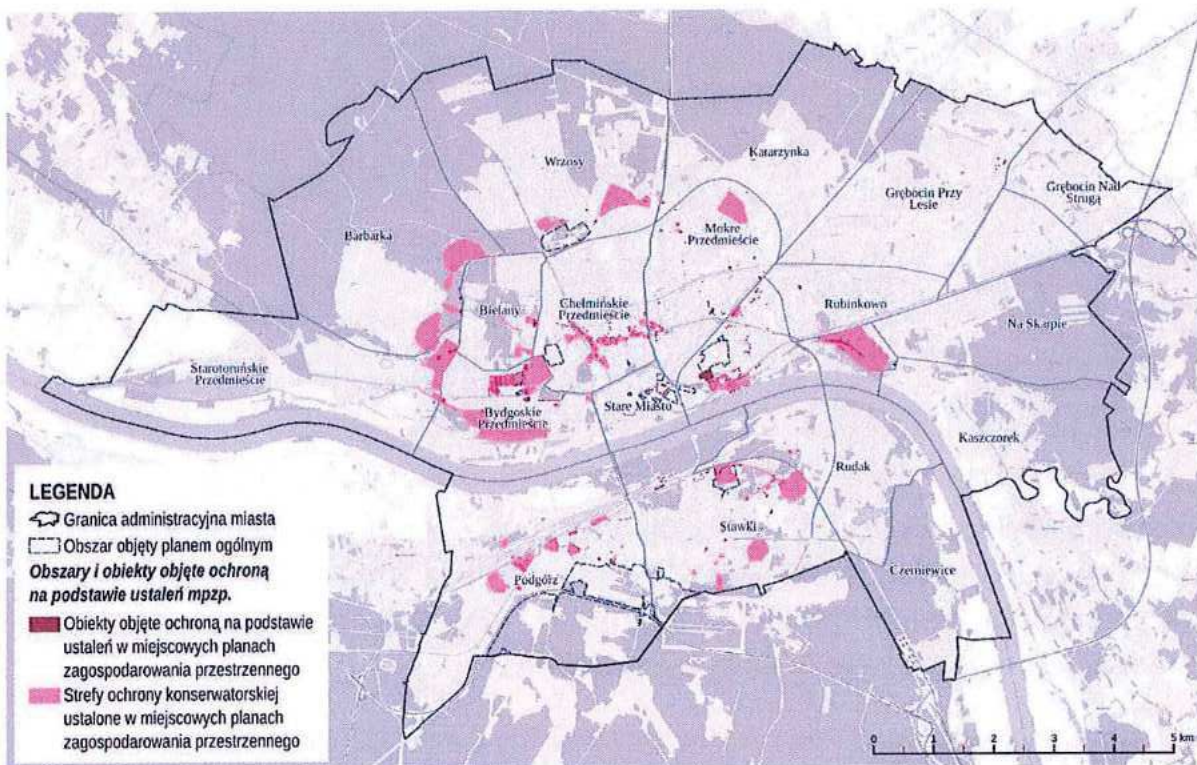 Wrzosy
Katarzynka
Grębocin Przy
Lesie
Grębocin Nad
Strugą
Barbarka
Mokre
Przedmieście
Bielany
Chełmińskie
Przedmieście
Rubinkowo
Na Skarpie
Starotoruńskie
Przedmieście
Bydgoskie
Przedmieście
Stare Miasto
Kaszczorek
Rudak
Stawki
Podgórz
Czerniewice
LEGENDA
Granica administracyjna miasta
Obszar objęty planem ogólnym
Obszary i obiekty objęte ochroną
na podstawie ustaleń mpzp.
Obiekty objęte ochroną na podstawie
ustaleń w miejscowych planach
zagospodarowania przestrzennego
Strefy ochrony konserwatorskiej
ustalone w miejscowych planach
zagospodarowania przestrzennego
0 1 2 3 4 5 km